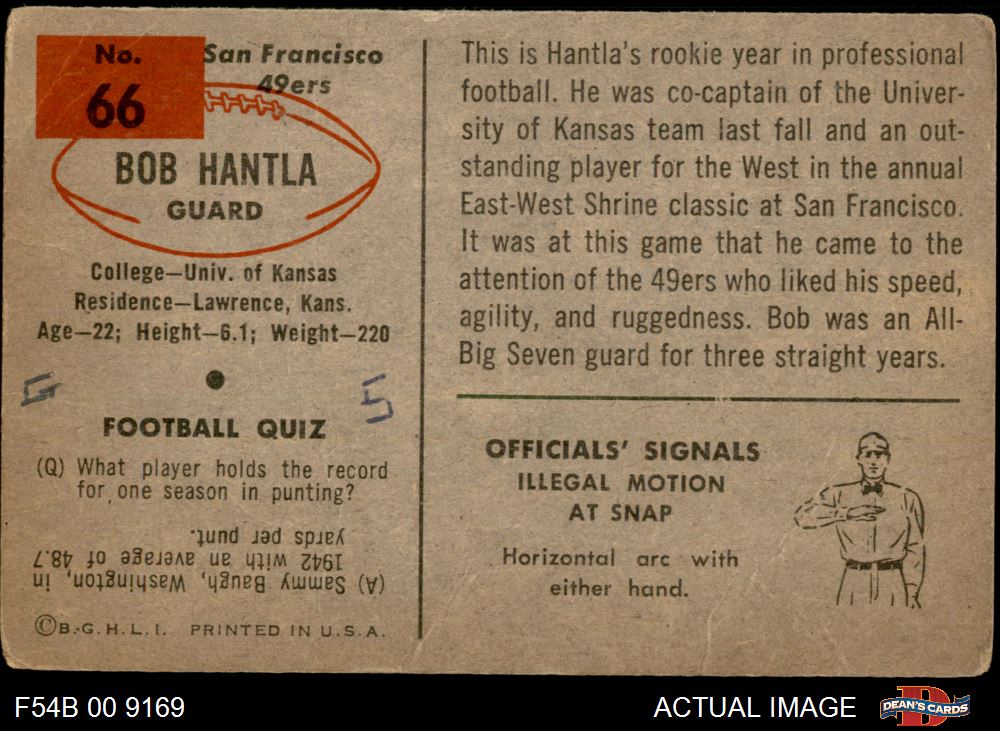 No.
66
San Francisco
49ers
BOB HANTLA
GUARD
College—Univ. of Kansas
Residence—Lawrence, Kans.
Age—22; Height—6.1; Weight—220
G
5
FOOTBALL QUIZ
(Q) What player holds the record
for one season in punting?
(A) Sammy Baugh, Washington, in
1942 with an average of 48.7
yards per punt.
©B.G.H.L.I. PRINTED IN U.S.A.
This is Hantla's rookie year in professional
football. He was co-captain of the Univer-
sity of Kansas team last fall and an out-
standing player for the West in the annual
East-West Shrine classic at San Francisco.
It was at this game that he came to the
attention of the 49ers who liked his speed,
agility, and ruggedness. Bob was an All-
Big Seven guard for three straight years.
OFFICIALS' SIGNALS
ILLEGAL MOTION
AT SNAP
Horizontal arc with
either hand.
F54B 00 9169
ACTUAL IMAGE
D
DEAN'S CARDS